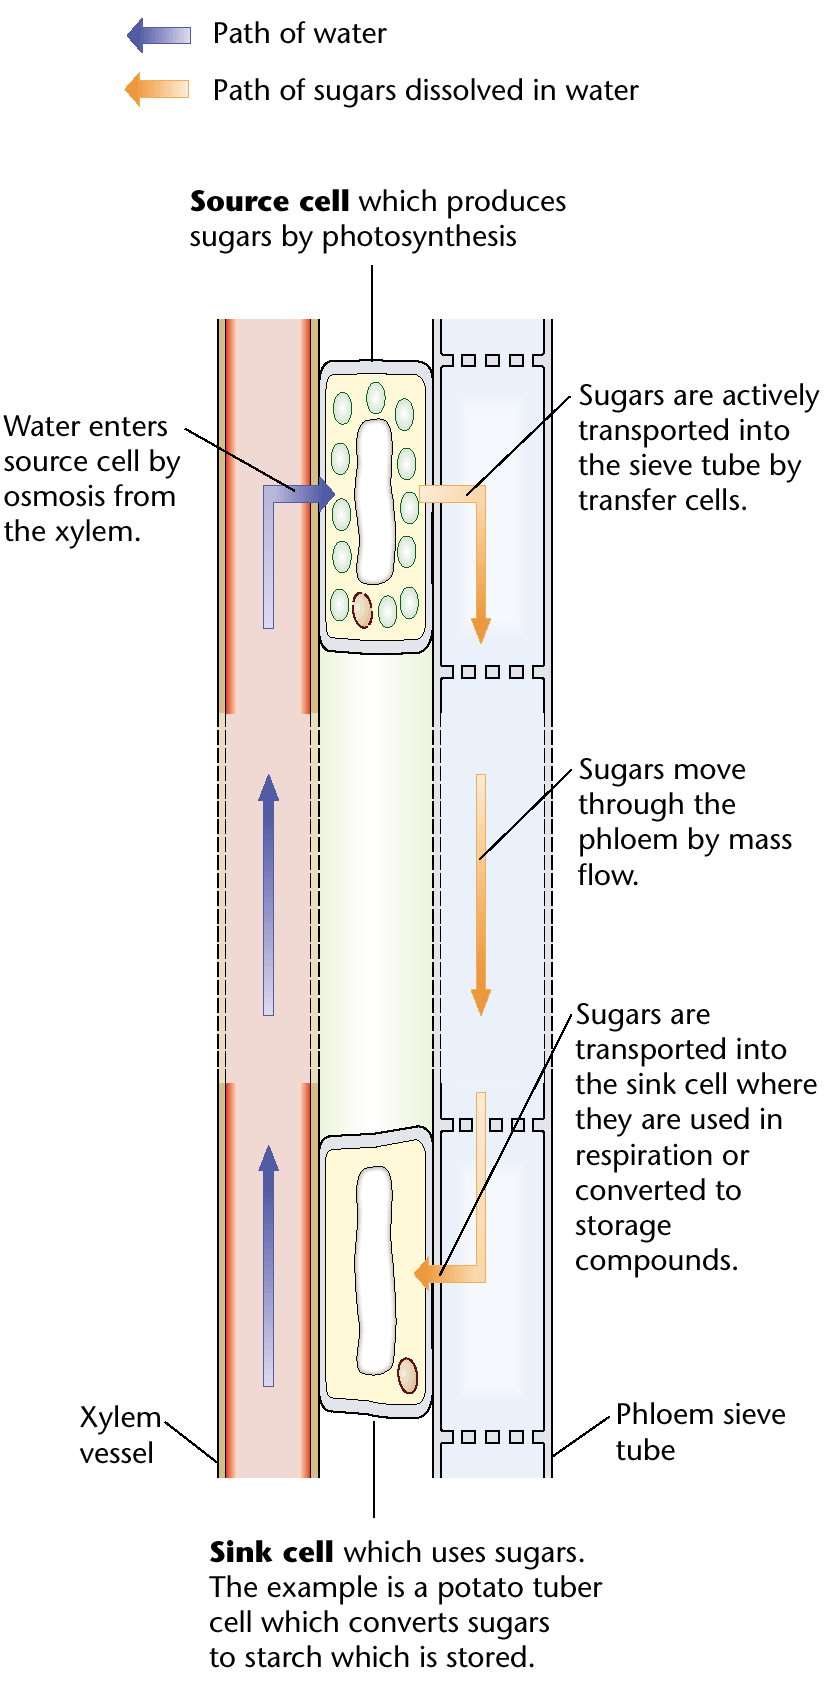 Path of water
Path of sugars dissolved in water
Source cell which produces
sugars by photosynthesis
Water enters
source cell by
osmosis from
the xylem.
Sugars are actively
transported into
the sieve tube by
transfer cells.
Sugars move
through the
phloem by mass
flow.
Sugars are
transported into
the sink cell where
they are used in
respiration or
converted to
storage
compounds.
Xylem
vessel
Phloem sieve
tube
Sink cell which uses sugars.
The example is a potato tuber
cell which converts sugars
to starch which is stored.